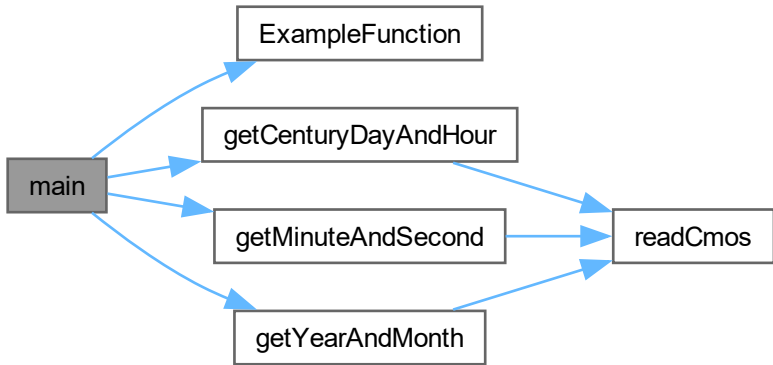 ExampleFunction
getCenturyDayAndHour
main
getMinuteAndSecond
readCmos
getYearAndMonth